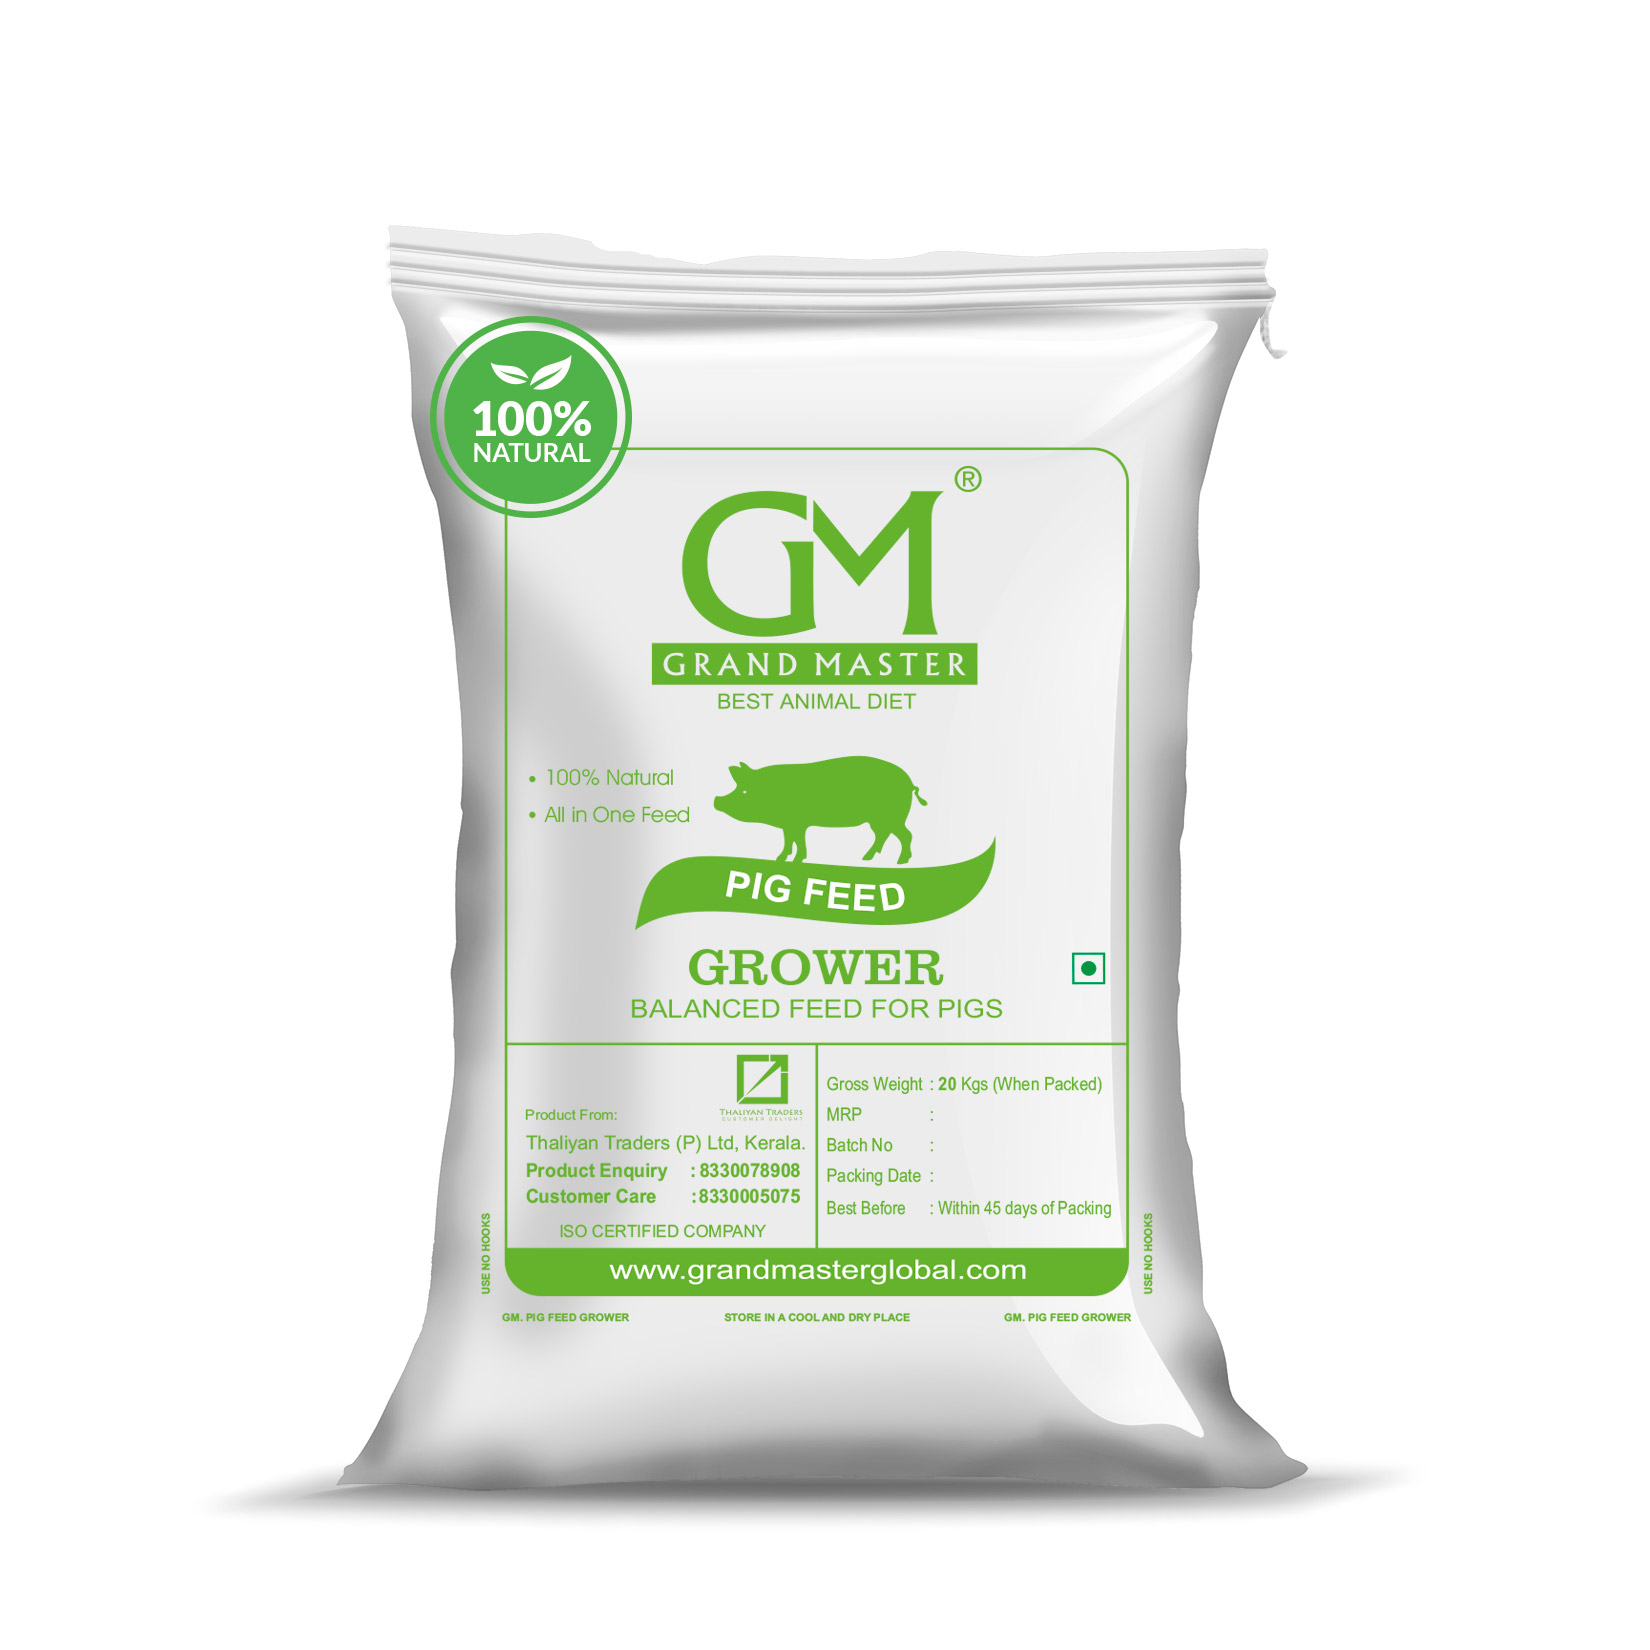 100%
NATURAL
GM®
GRAND MASTER
BEST ANIMAL DIET
• 100% Natural
• All in One Feed
PIG FEED
GROWER
BALANCED FEED FOR PIGS
THALIYAN TRADERS
CUSTOMER DELIGHT
Product From:
Thaliyan Traders (P) Ltd, Kerala.
Product Enquiry : 8330078908
Customer Care : 8330005075
ISO CERTIFIED COMPANY
Gross Weight : 20 Kgs (When Packed)
MRP :
Batch No :
Packing Date :
Best Before : Within 45 days of Packing
USE NO HOOKS
USE NO HOOKS
www.grandmasterglobal.com
GM. PIG FEED GROWER
STORE IN A COOL AND DRY PLACE
GM. PIG FEED GROWER